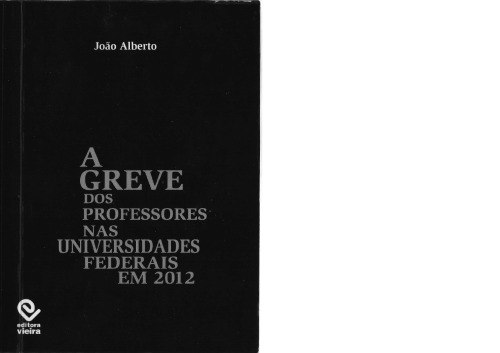 João Alberto
A
GREVE
DOS
PROFESSORES
NAS
UNIVERSIDADES
FEDERAIS
EM 2012
editora
vieira